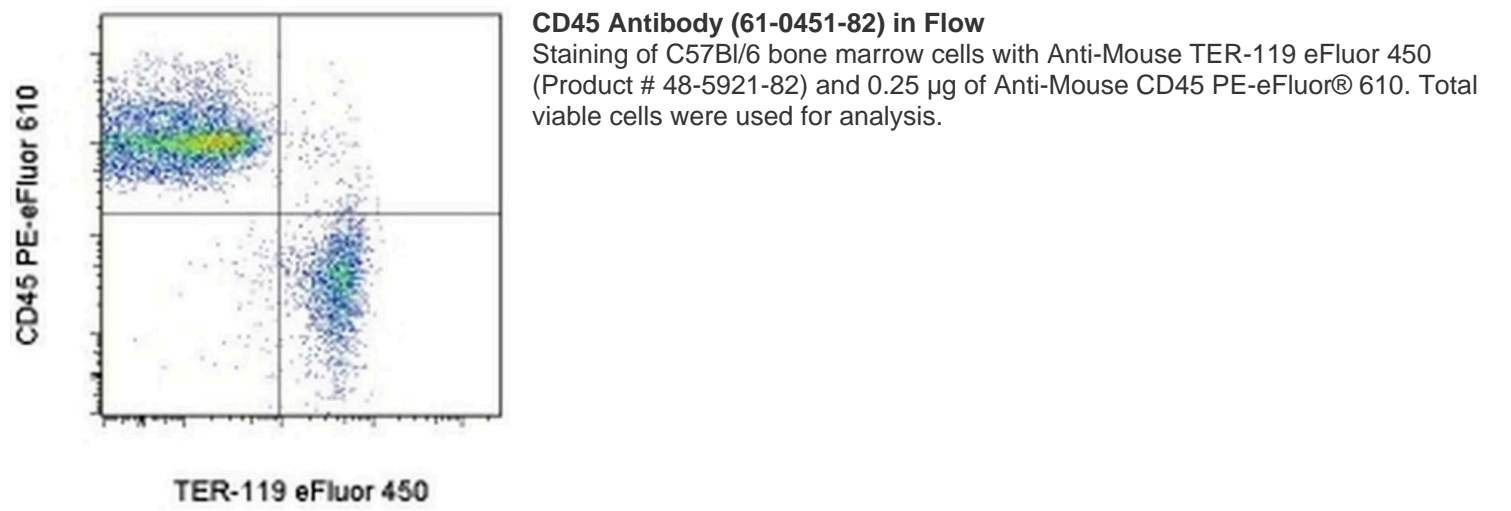 CD45 Antibody (61-0451-82) in Flow
Staining of C57Bl/6 bone marrow cells with Anti-Mouse TER-119 eFluor 450
(Product # 48-5921-82) and 0.25 µg of Anti-Mouse CD45 PE-eFluor® 610. Total
viable cells were used for analysis.
CD45 PE-eFluor 610
TER-119 eFluor 450